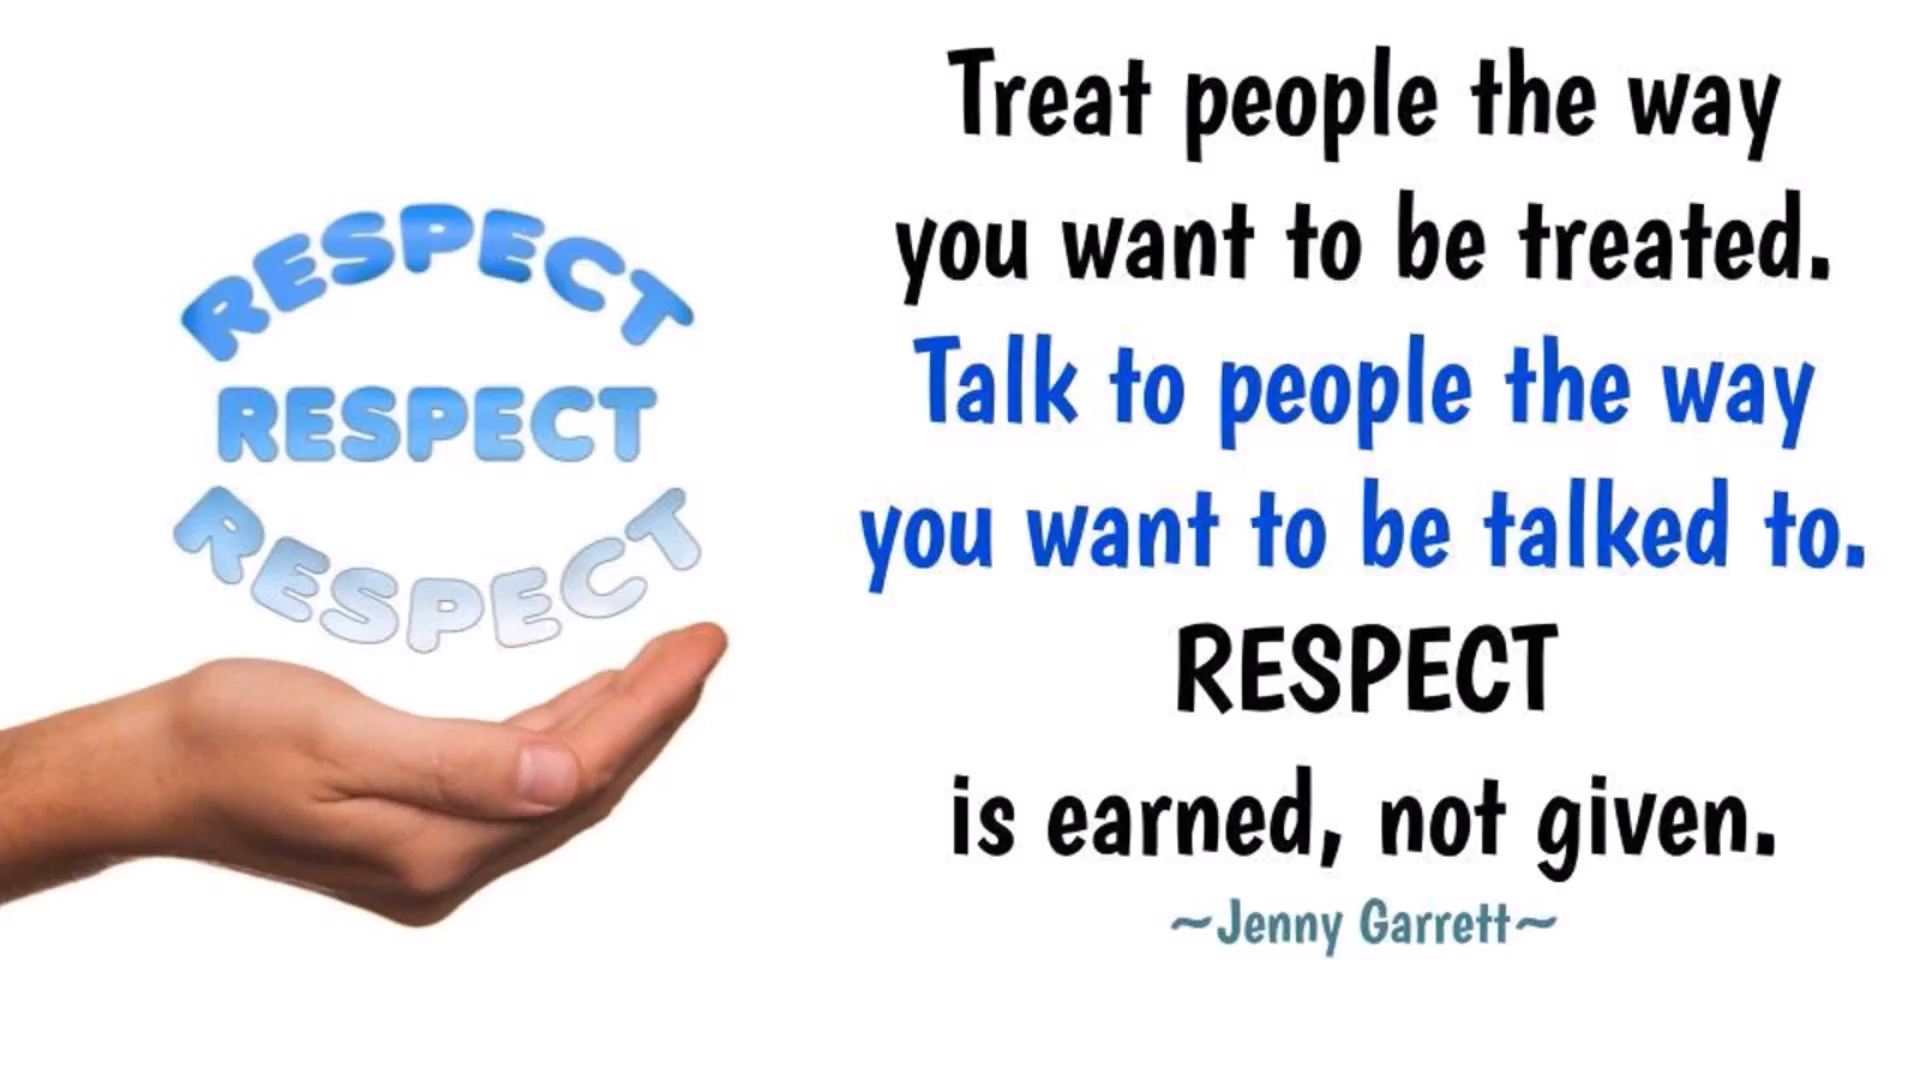 RESPECT
RESPECT
RESPECT
Treat people the way
you want to be treated.
Talk to people the way
you want to be talked to.
RESPECT
is earned, not given.
~Jenny Garrett~